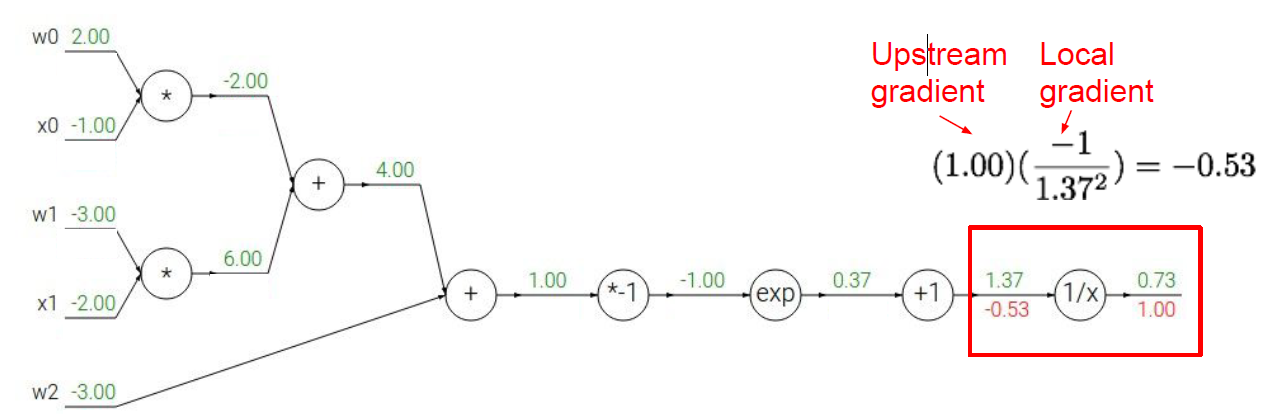 w0 2.00
x0 -1.00
*
-2.00
w1 -3.00
x1 -2.00
*
6.00
+
4.00
w2 -3.00
+
1.00
*-1
-1.00
exp
0.37
+1
1.37
-0.53
1/x
0.73
1.00
Upstream
gradient
Local
gradient
(1.00)(-1/1.37²) = -0.53